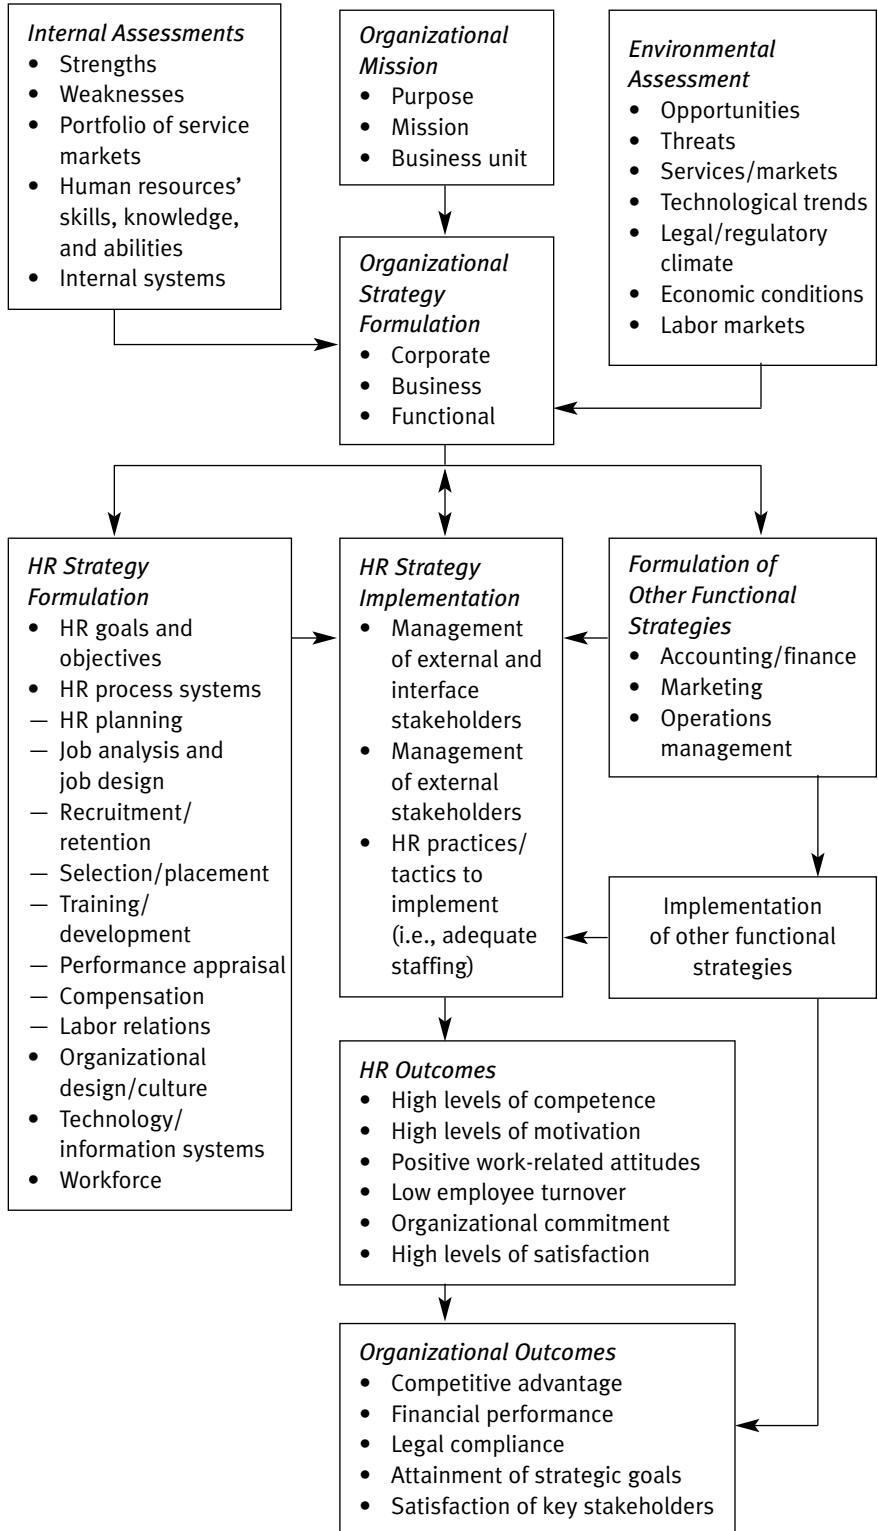 Internal Assessments
• Strengths
• Weaknesses
• Portfolio of service
markets
• Human resources’
skills, knowledge,
and abilities
• Internal systems
Organizational
Mission
• Purpose
• Mission
• Business unit
Environmental
Assessment
• Opportunities
• Threats
• Services/markets
• Technological trends
• Legal/regulatory
climate
• Economic conditions
• Labor markets
Organizational
Strategy
Formulation
• Corporate
• Business
• Functional
HR Strategy
Formulation
• HR goals and
objectives
• HR process systems
— HR planning
— Job analysis and
job design
— Recruitment/
retention
— Selection/placement
— Training/
development
— Performance appraisal
— Compensation
— Labor relations
• Organizational
design/culture
• Technology/
information systems
• Workforce
HR Strategy
Implementation
• Management
of external and
interface
stakeholders
• Management
of external
stakeholders
• HR practices/
tactics to
implement
(i.e., adequate
staffing)
Formulation of
Other Functional
Strategies
• Accounting/finance
• Marketing
• Operations
management
Implementation
of other functional
strategies
HR Outcomes
• High levels of competence
• High levels of motivation
• Positive work-related attitudes
• Low employee turnover
• Organizational commitment
• High levels of satisfaction
Organizational Outcomes
• Competitive advantage
• Financial performance
• Legal compliance
• Attainment of strategic goals
• Satisfaction of key stakeholders